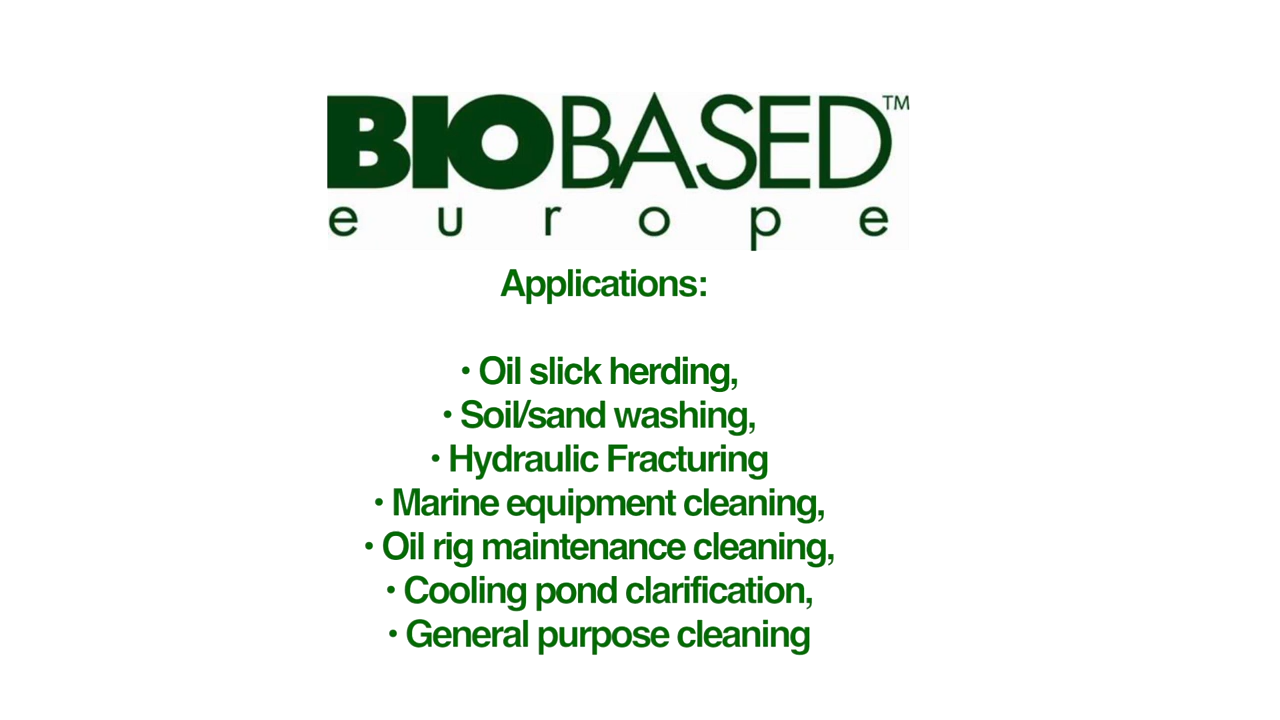 BIOBASED™
europe
Applications:
• Oil slick herding,
• Soil/sand washing,
• Hydraulic Fracturing
• Marine equipment cleaning,
• Oil rig maintenance cleaning,
• Cooling pond clarification,
• General purpose cleaning